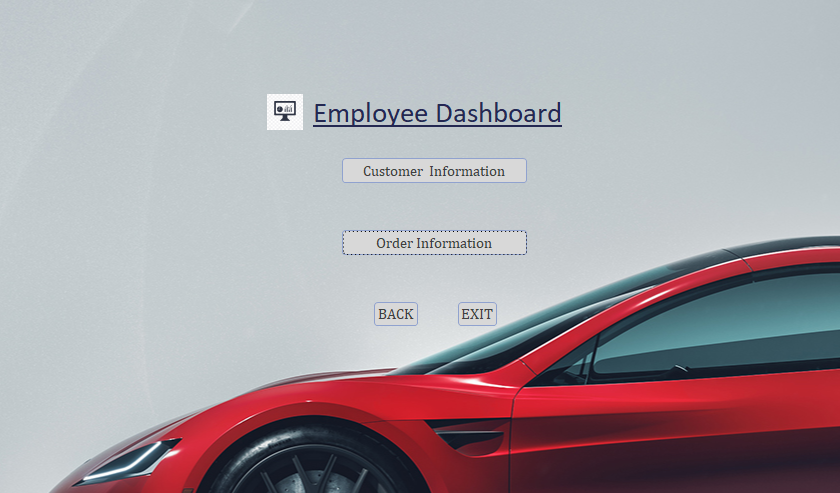 Employee Dashboard
Customer Information
Order Information
BACK EXIT